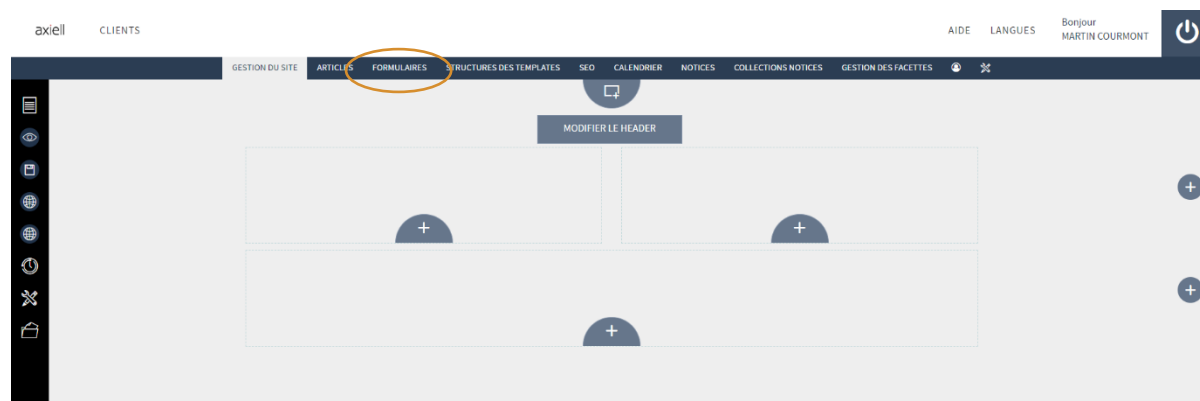 axiell CLIENTS AIDE LANGUES Bonjour
MARTIN COURMONT
GESTION DU SITE ARTICLES FORMULAIRES STRUCTURES DES TEMPLATES SEO CALENDRIER NOTICES COLLECTIONS NOTICES GESTION DES FACETTES
MODIFIER LE HEADER